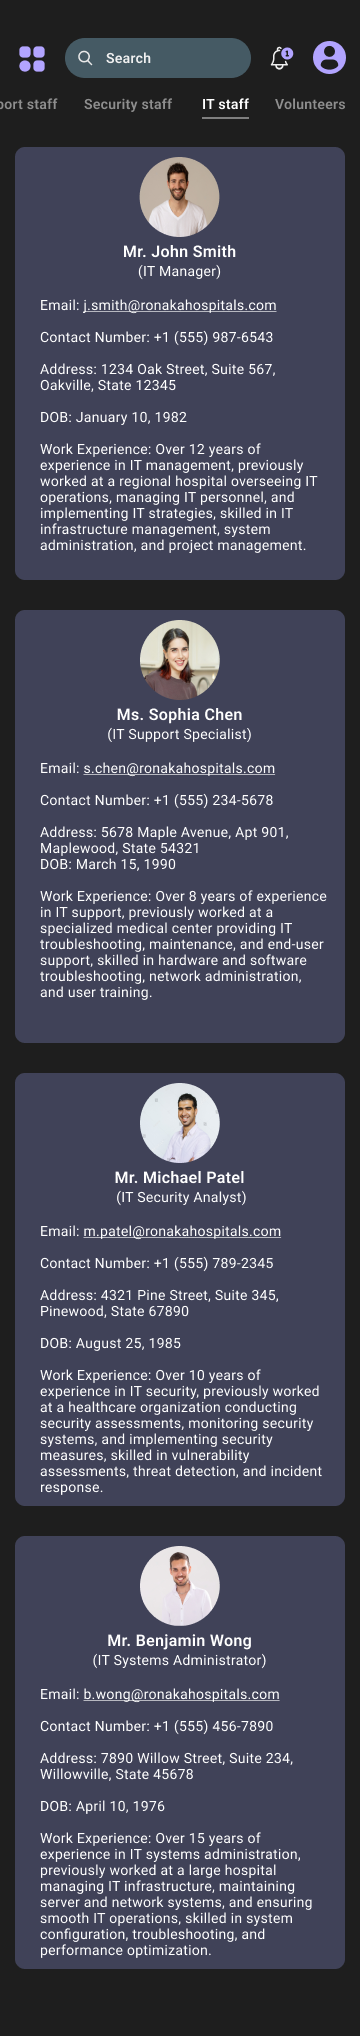 Search
1
ort staff Security staff IT staff Volunteers
Mr. John Smith
(IT Manager)
Email: j.smith@ronakahospitals.com
Contact Number: +1 (555) 987-6543
Address: 1234 Oak Street, Suite 567,
Oakville, State 12345
DOB: January 10, 1982
Work Experience: Over 12 years of
experience in IT management, previously
worked at a regional hospital overseeing IT
operations, managing IT personnel, and
implementing IT strategies, skilled in IT
infrastructure management, system
administration, and project management.
Ms. Sophia Chen
(IT Support Specialist)
Email: s.chen@ronakahospitals.com
Contact Number: +1 (555) 234-5678
Address: 5678 Maple Avenue, Apt 901,
Maplewood, State 54321
DOB: March 15, 1990
Work Experience: Over 8 years of experience
in IT support, previously worked at a
specialized medical center providing IT
troubleshooting, maintenance, and end-user
support, skilled in hardware and software
troubleshooting, network administration,
and user training.
Mr. Michael Patel
(IT Security Analyst)
Email: m.patel@ronakahospitals.com
Contact Number: +1 (555) 789-2345
Address: 4321 Pine Street, Suite 345,
Pinewood, State 67890
DOB: August 25, 1985
Work Experience: Over 10 years of
experience in IT security, previously worked
at a healthcare organization conducting
security assessments, monitoring security
systems, and implementing security
measures, skilled in vulnerability
assessments, threat detection, and incident
response.
Mr. Benjamin Wong
(IT Systems Administrator)
Email: b.wong@ronakahospitals.com
Contact Number: +1 (555) 456-7890
Address: 7890 Willow Street, Suite 234,
Willowville, State 45678
DOB: April 10, 1976
Work Experience: Over 15 years of
experience in IT systems administration,
previously worked at a large hospital
managing IT infrastructure, maintaining
server and network systems, and ensuring
smooth IT operations, skilled in system
configuration, troubleshooting, and
performance optimization.